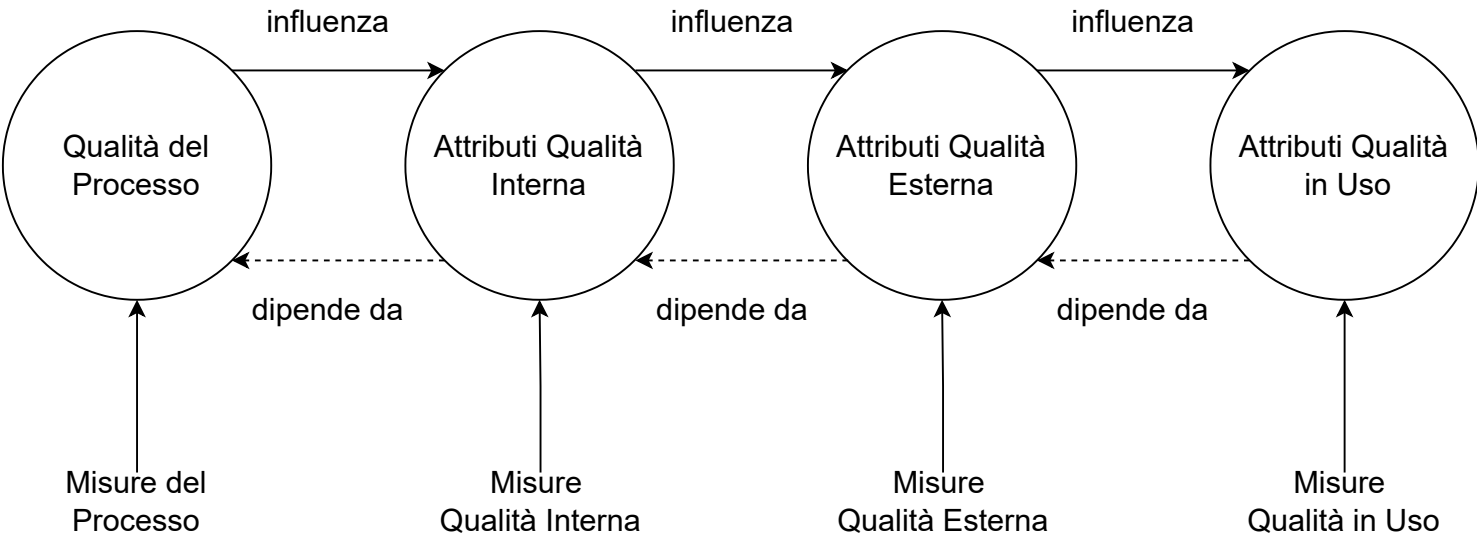 influenza
influenza
influenza
Qualità del
Processo
Attributi Qualità
Interna
Attributi Qualità
Esterna
Attributi Qualità
in Uso
dipende da
dipende da
dipende da
Misure del
Processo
Misure
Qualità Interna
Misure
Qualità Esterna
Misure
Qualità in Uso